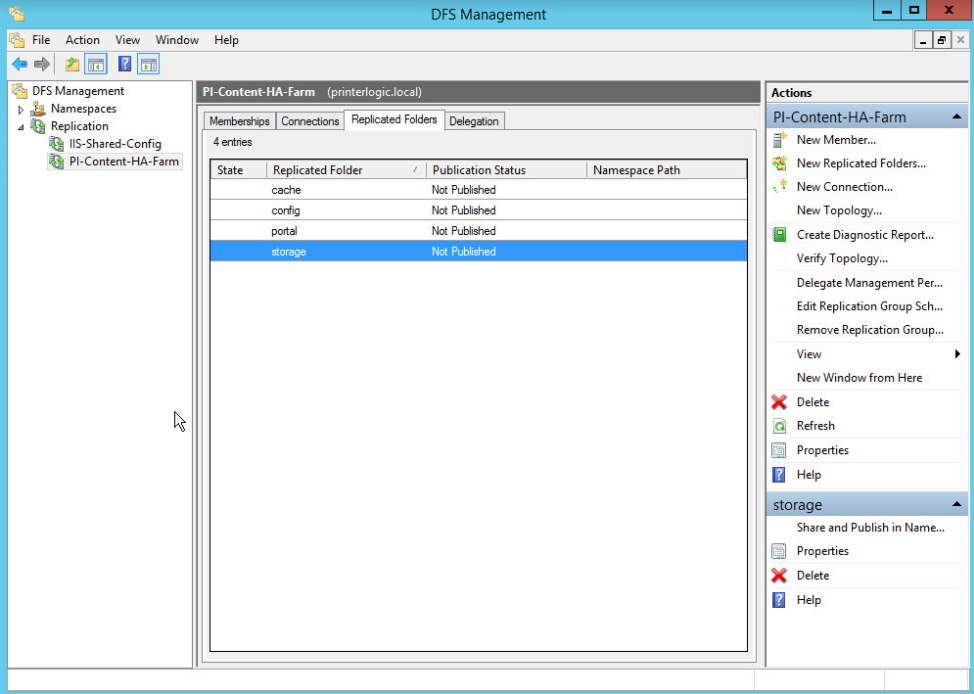 DFS Management
File Action View Window Help
DFS Management
Namespaces
Replication
IIS-Shared-Config
PI-Content-HA-Farm
PI-Content-HA-Farm (printerlogic.local)
Memberships Connections Replicated Folders Delegation
4 entries
State Replicated Folder Publication Status Namespace Path
cache Not Published
config Not Published
portal Not Published
storage Not Published
Actions
PI-Content-HA-Farm
New Member...
New Replicated Folders...
New Connection...
New Topology...
Create Diagnostic Report...
Verify Topology...
Delegate Management Per...
Edit Replication Group Sch...
Remove Replication Group...
View
New Window from Here
Delete
Refresh
Properties
Help
storage
Share and Publish in Name...
Properties
Delete
Help